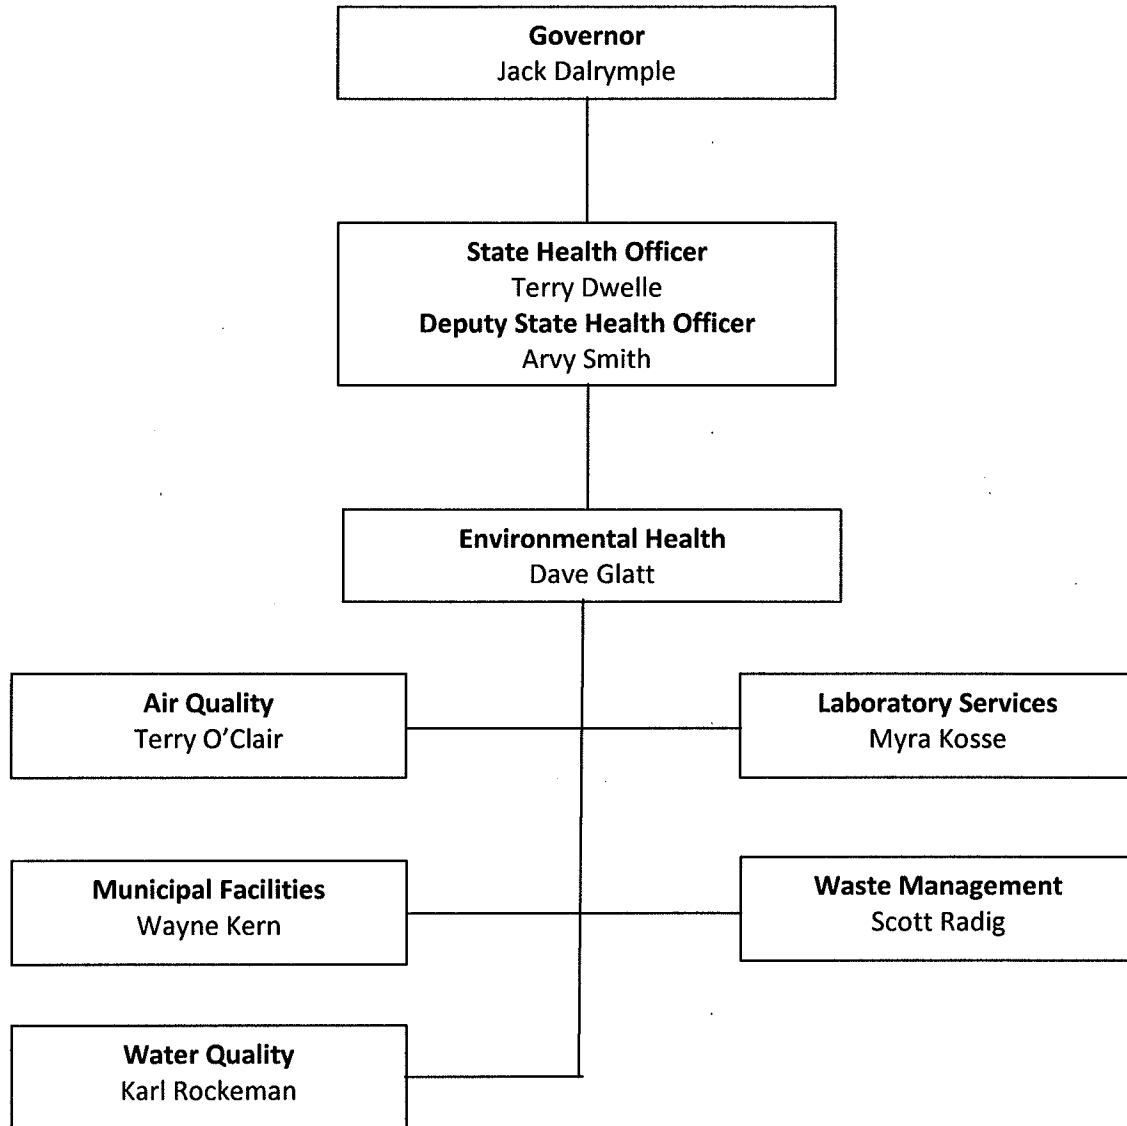 Governor
Jack Dalrymple
State Health Officer
Terry Dwelle
Deputy State Health Officer
Arvy Smith
Environmental Health
Dave Glatt
Air Quality
Terry O’Clair
Laboratory Services
Myra Kosse
Municipal Facilities
Wayne Kern
Waste Management
Scott Radig
Water Quality
Karl Rockeman